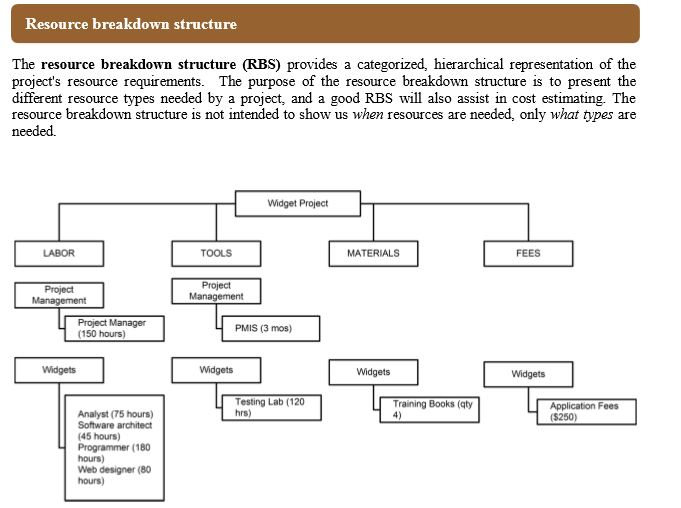 Resource breakdown structure
The resource breakdown structure (RBS) provides a categorized, hierarchical representation of the
project's resource requirements. The purpose of the resource breakdown structure is to present the
different resource types needed by a project, and a good RBS will also assist in cost estimating. The
resource breakdown structure is not intended to show us when resources are needed, only what types are
needed.
Widget Project
LABOR
TOOLS
MATERIALS
FEES
Project
Management
Project
Management
Project Manager
(150 hours)
PMIS (3 mos)
Widgets
Widgets
Widgets
Widgets
Analyst (75 hours)
Software architect
(45 hours)
Programmer (180
hours)
Web designer (80
hours)
Testing Lab (120
hrs)
Training Books (qty
4)
Application Fees
($250)